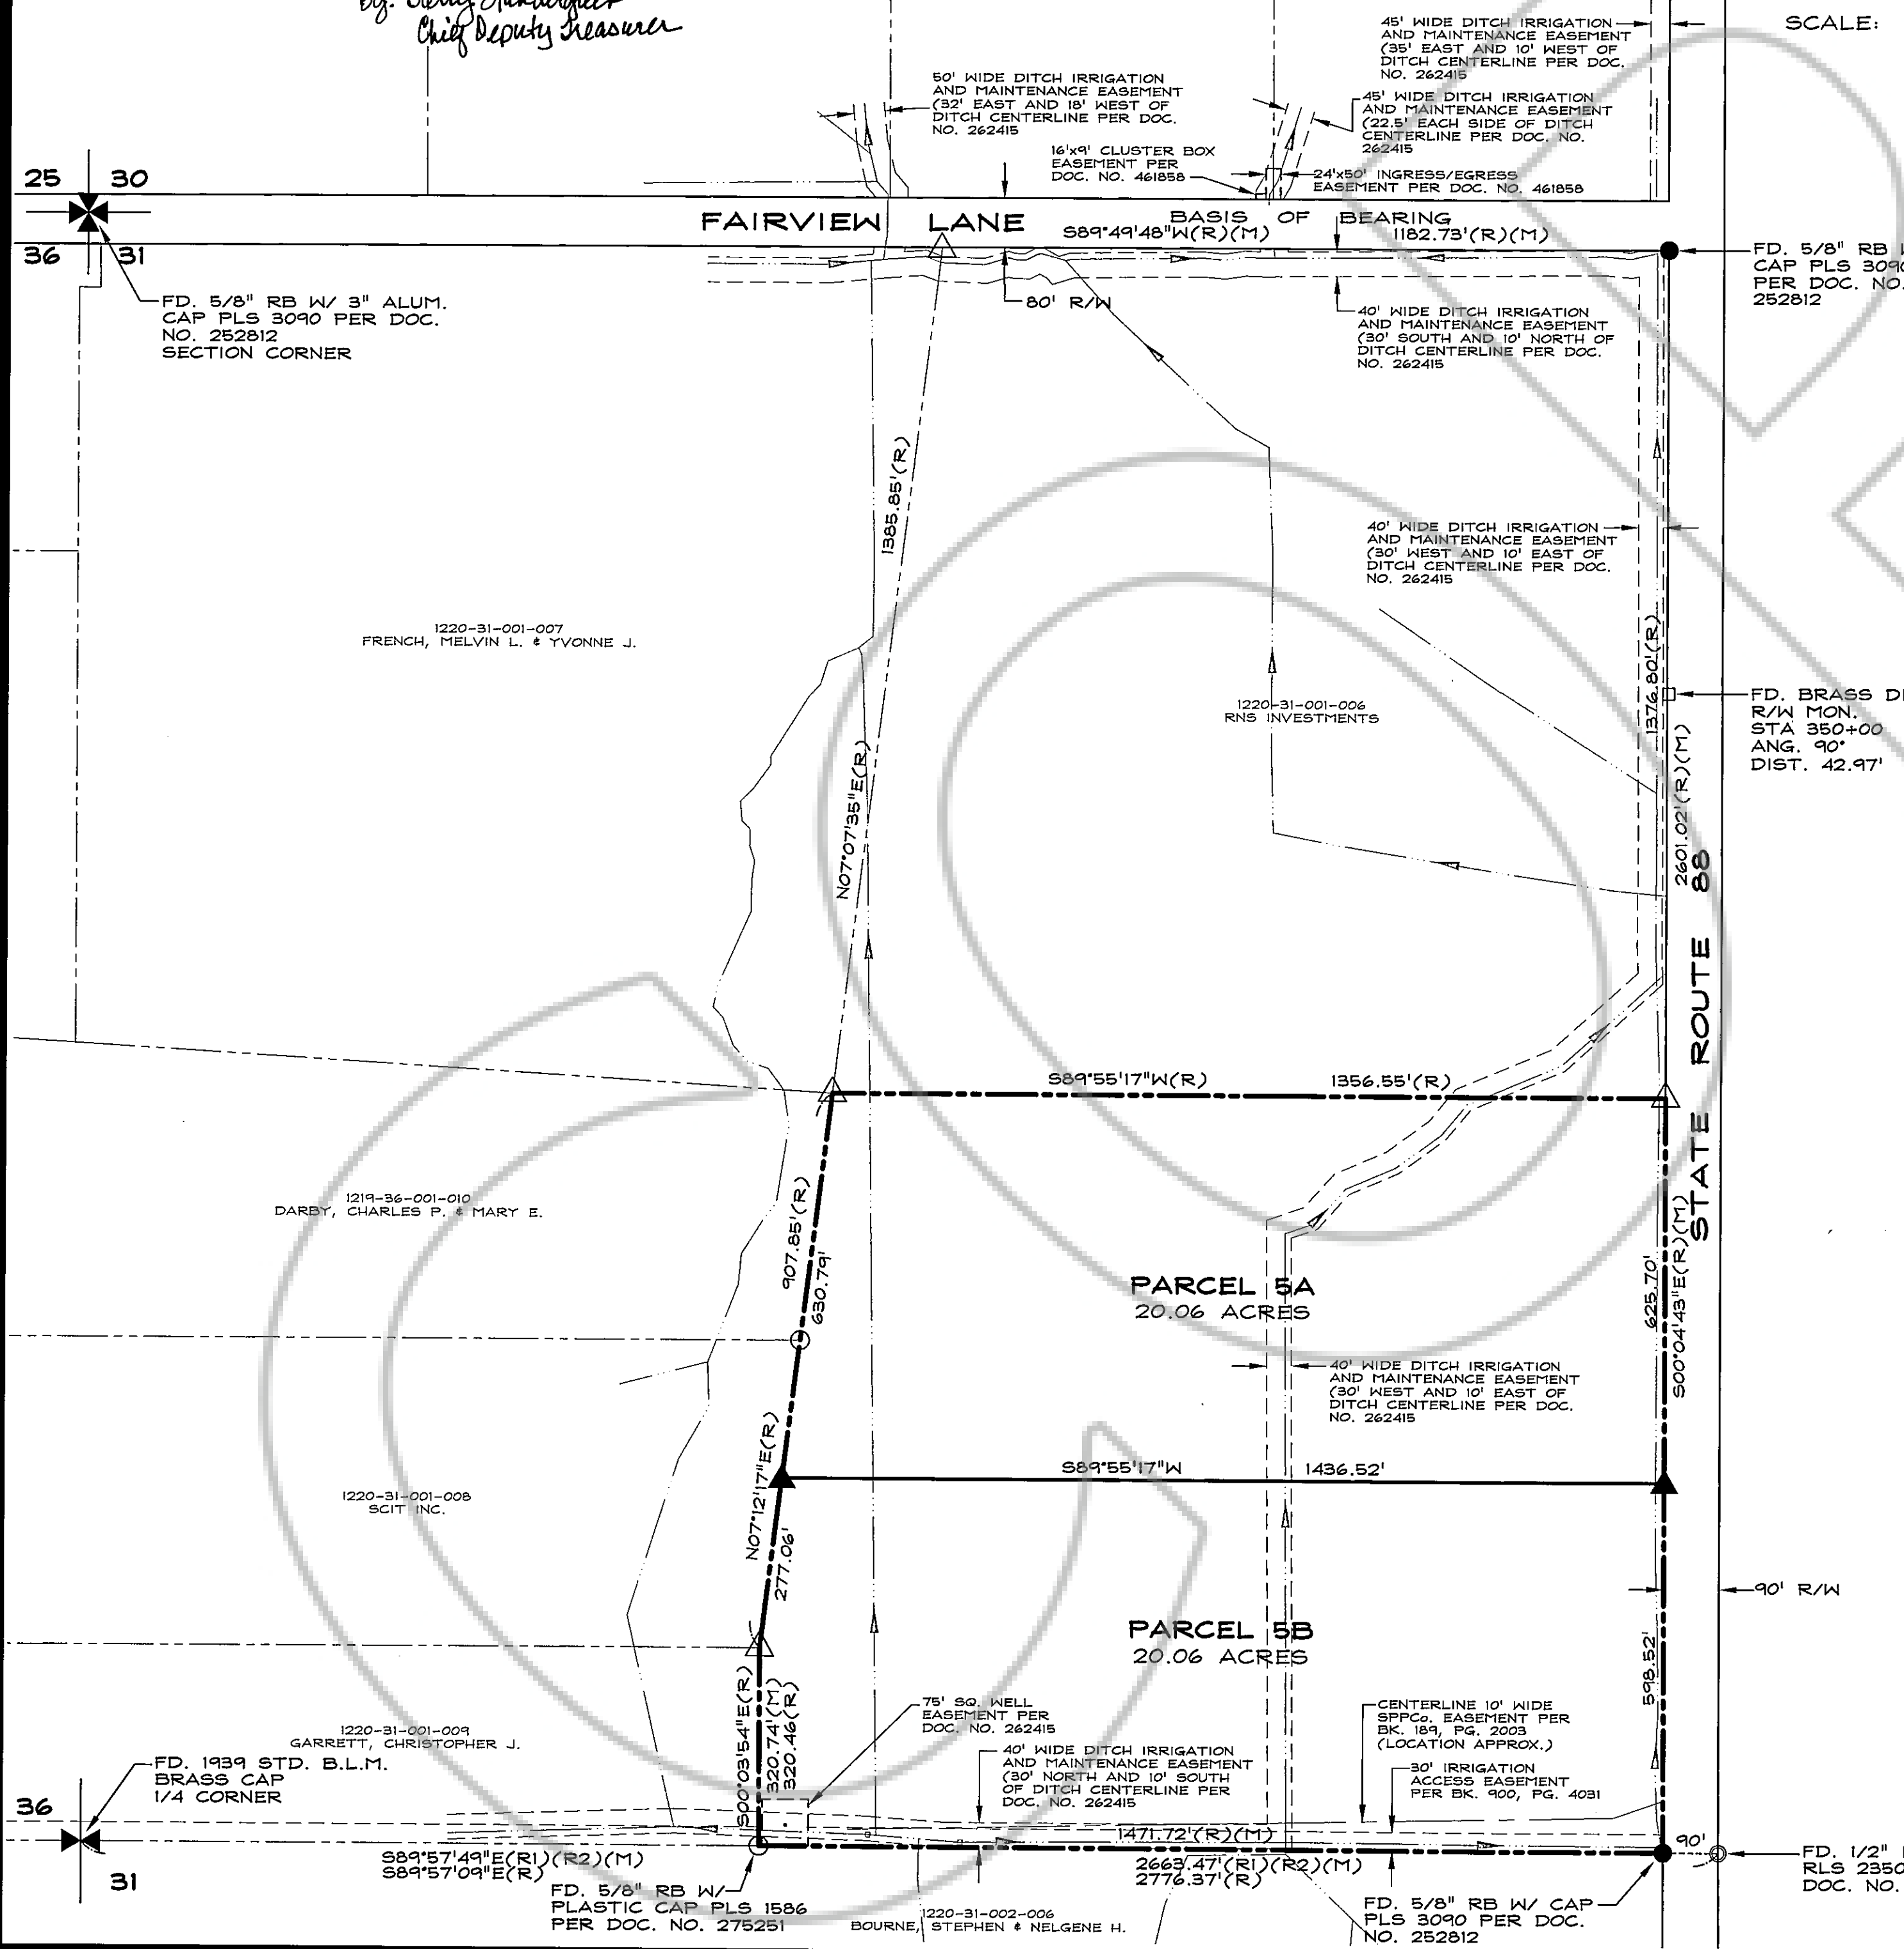 Chief Deputy Treasurer
SCALE:
45' WIDE DITCH IRRIGATION
AND MAINTENANCE EASEMENT
(35' EAST AND 10' WEST OF
DITCH CENTERLINE PER DOC.
NO. 262415
50' WIDE DITCH IRRIGATION
AND MAINTENANCE EASEMENT
(32' EAST AND 18' WEST OF
DITCH CENTERLINE PER DOC.
NO. 262415
45' WIDE DITCH IRRIGATION
AND MAINTENANCE EASEMENT
(22.5' EACH SIDE OF DITCH
CENTERLINE PER DOC. NO.
262415
16'x9' CLUSTER BOX
EASEMENT PER
DOC. NO. 461858
24'x50' INGRESS/EGRESS
EASEMENT PER DOC. NO. 461858
25 30
36 31
FAIRVIEW LANE
BASIS OF BEARING
S89°49'48"W(R)(M) 1182.73'(R)(M)
FD. 5/8" RB W/ 3" ALUM.
CAP PLS 3090 PER DOC.
NO. 252812
SECTION CORNER
80' R/W
FD. 5/8" RB
CAP PLS 3090
PER DOC. NO.
252812
40' WIDE DITCH IRRIGATION
AND MAINTENANCE EASEMENT
(30' SOUTH AND 10' NORTH OF
DITCH CENTERLINE PER DOC.
NO. 262415
1385.85'(R)
N07°07'35"E(R)
40' WIDE DITCH IRRIGATION
AND MAINTENANCE EASEMENT
(30' WEST AND 10' EAST OF
DITCH CENTERLINE PER DOC.
NO. 262415
1220-31-001-007
FRENCH, MELVIN L. & YVONNE J.
1220-31-001-006
RNS INVESTMENTS
1376.80'(R)
2601.02'(R)(M)
FD. BRASS
R/W MON.
STA 350+00
ANG. 90°
DIST. 42.97'
STATE ROUTE 88
S89°55'17"W(R) 1356.55'(R)
1219-36-001-010
DARBY, CHARLES P. & MARY E.
907.85'(R)
630.79'
PARCEL 5A
20.06 ACRES
625.70'
S00°04'43"E(R)(M)
40' WIDE DITCH IRRIGATION
AND MAINTENANCE EASEMENT
(30' WEST AND 10' EAST OF
DITCH CENTERLINE PER DOC.
NO. 262415
N07°12'17"E(R)
277.06'
S89°55'17"W 1436.52'
1220-31-001-008
SCIT INC.
90' R/W
PARCEL 5B
20.06 ACRES
598.52'
S00°03'54"E(R)
320.74'(M)
320.46'(R)
75' SQ. WELL
EASEMENT PER
DOC. NO. 262415
CENTERLINE 10' WIDE
SPPCo. EASEMENT PER
BK. 189, PG. 2003
(LOCATION APPROX.)
1220-31-001-009
GARRETT, CHRISTOPHER J.
40' WIDE DITCH IRRIGATION
AND MAINTENANCE EASEMENT
(30' NORTH AND 10' SOUTH
OF DITCH CENTERLINE PER
DOC. NO. 262415
30' IRRIGATION
ACCESS EASEMENT
PER BK. 900, PG. 4031
FD. 1939 STD. B.L.M.
BRASS CAP
1/4 CORNER
36
31
1471.72'(R)(M)
90'
S89°57'49"E(R1)(R2)(M)
S89°57'09"E(R)
2663.47'(R1)(R2)(M)
2776.37'(R)
FD. 5/8" RB W/
PLASTIC CAP PLS 1586
PER DOC. NO. 275251
FD. 1/2"
RLS 2350
DOC. NO.
FD. 5/8" RB W/ CAP
PLS 3090 PER DOC.
NO. 252812
1220-31-002-006
BOURNE, STEPHEN & NELGENE H.